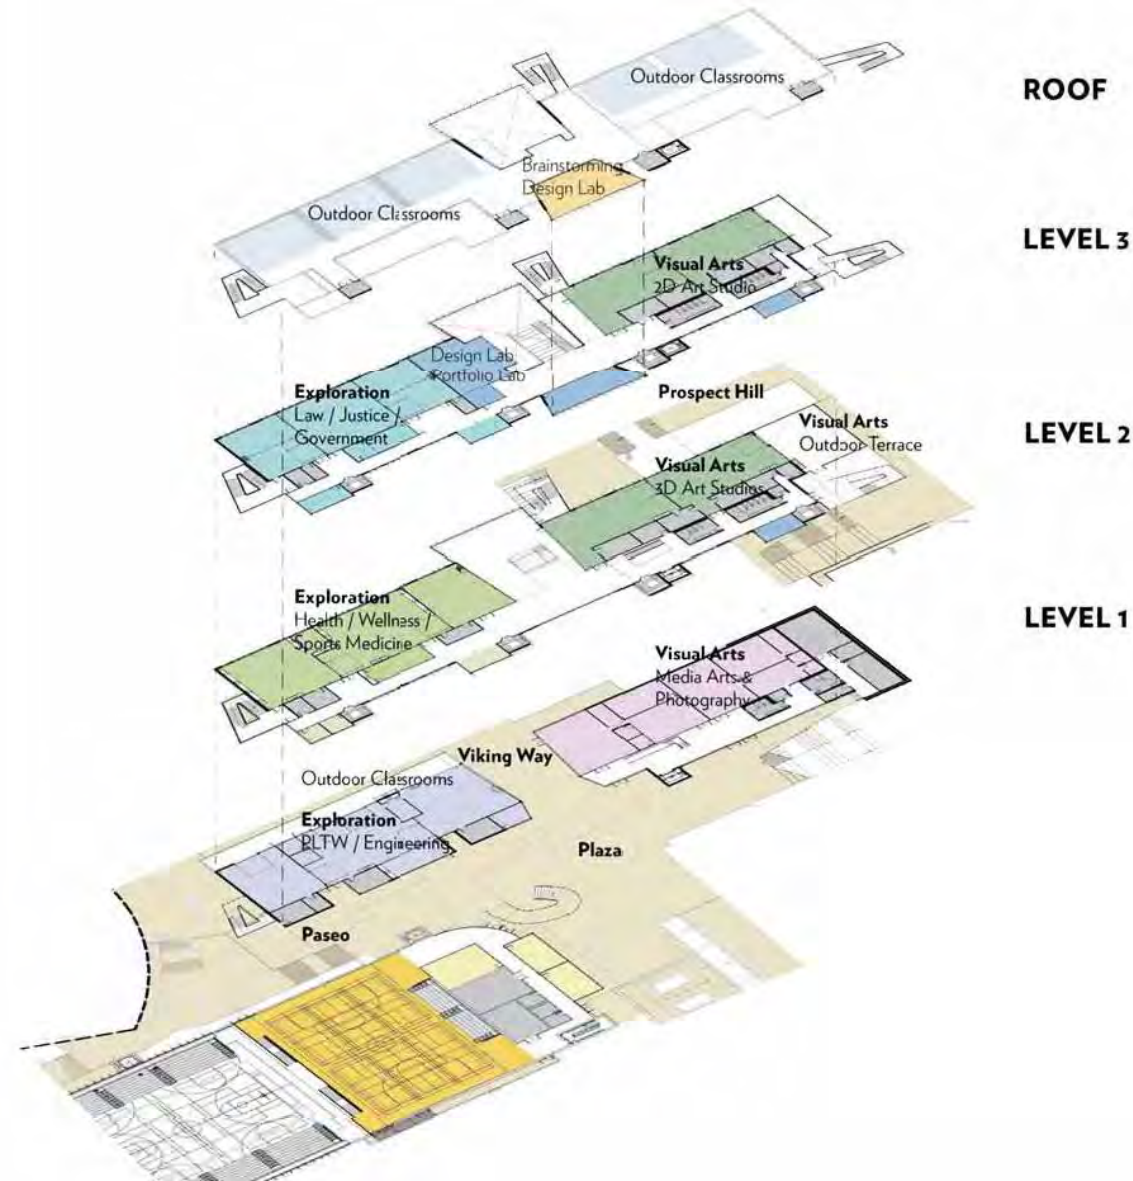 Outdoor Classrooms
ROOF
Brainstorming
Design Lab
Outdoor Classrooms
LEVEL 3
Visual Arts
2D Art Studio
Design Lab
Portfolio Lab
Exploration
Law / Justice /
Government
Prospect Hill
Visual Arts
Outdoor Terrace
LEVEL 2
Visual Arts
3D Art Studios
Exploration
Health / Wellness /
Sports Medicine
LEVEL 1
Visual Arts
Media Arts &
Photography
Viking Way
Outdoor Classrooms
Exploration
PLTW / Engineering
Plaza
Paseo